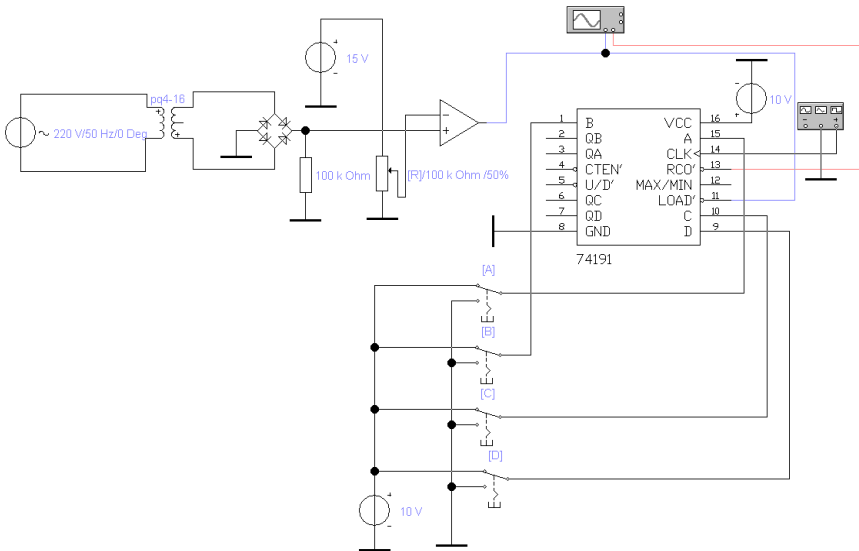 15 V
pq4-16
~ 220 V/50 Hz/0 Deg
100 k Ohm
[R]/100 k Ohm /50%
-
+
10 V
1 B VCC 16
2 QB A 15
3 QA CLK 14
4 CTEN' RCO' 13
5 U/D' MAX/MIN 12
6 QC LOAD' 11
7 QD C 10
8 GND D 9
74191
[A]
[B]
[C]
[D]
10 V